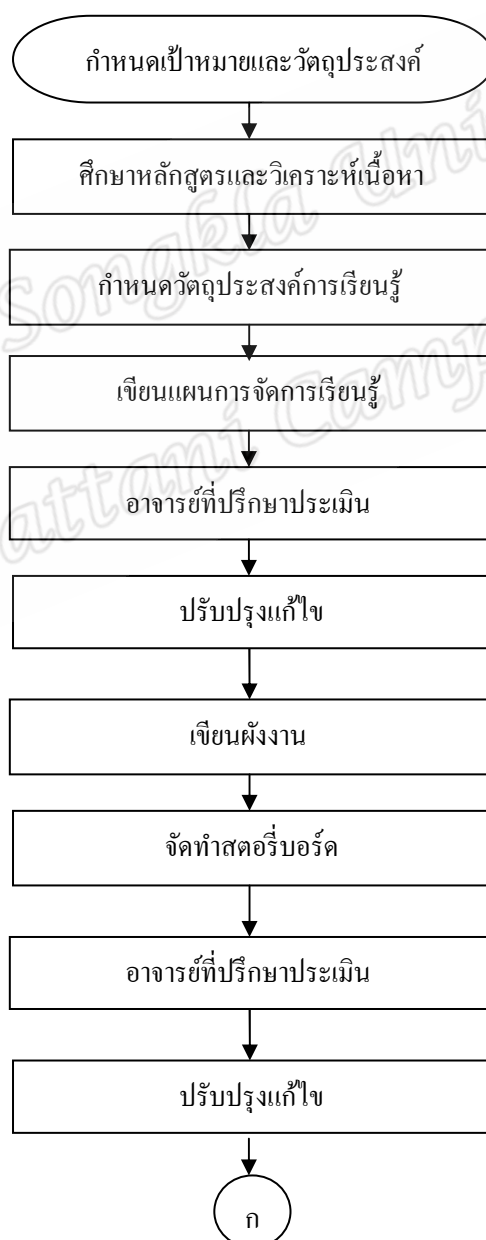 กำหนดเป้าหมายและวัตถุประสงค์
ศึกษาหลักสูตรและวิเคราะห์เนื้อหา
กำหนดวัตถุประสงค์การเรียนรู้
เขียนแผนการจัดการเรียนรู้
อาจารย์ที่ปรึกษาประเมิน
ปรับปรุงแก้ไข
เขียนผังงาน
จัดทำสตอรี่บอร์ด
อาจารย์ที่ปรึกษาประเมิน
ปรับปรุงแก้ไข
ก
Songkla Uni
attani Camp